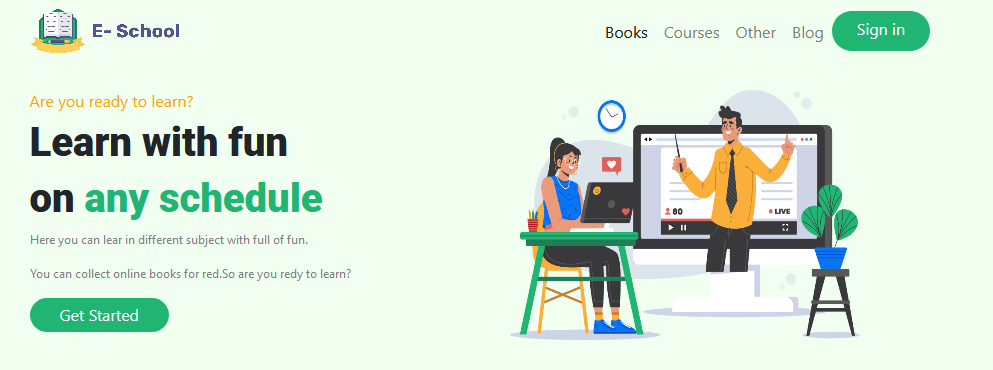 E- School
Books Courses Other Blog Sign in
Are you ready to learn?
Learn with fun
on any schedule
Here you can lear in different subject with full of fun.
You can collect online books for red.So are you redy to learn?
Get Started
80
LIVE